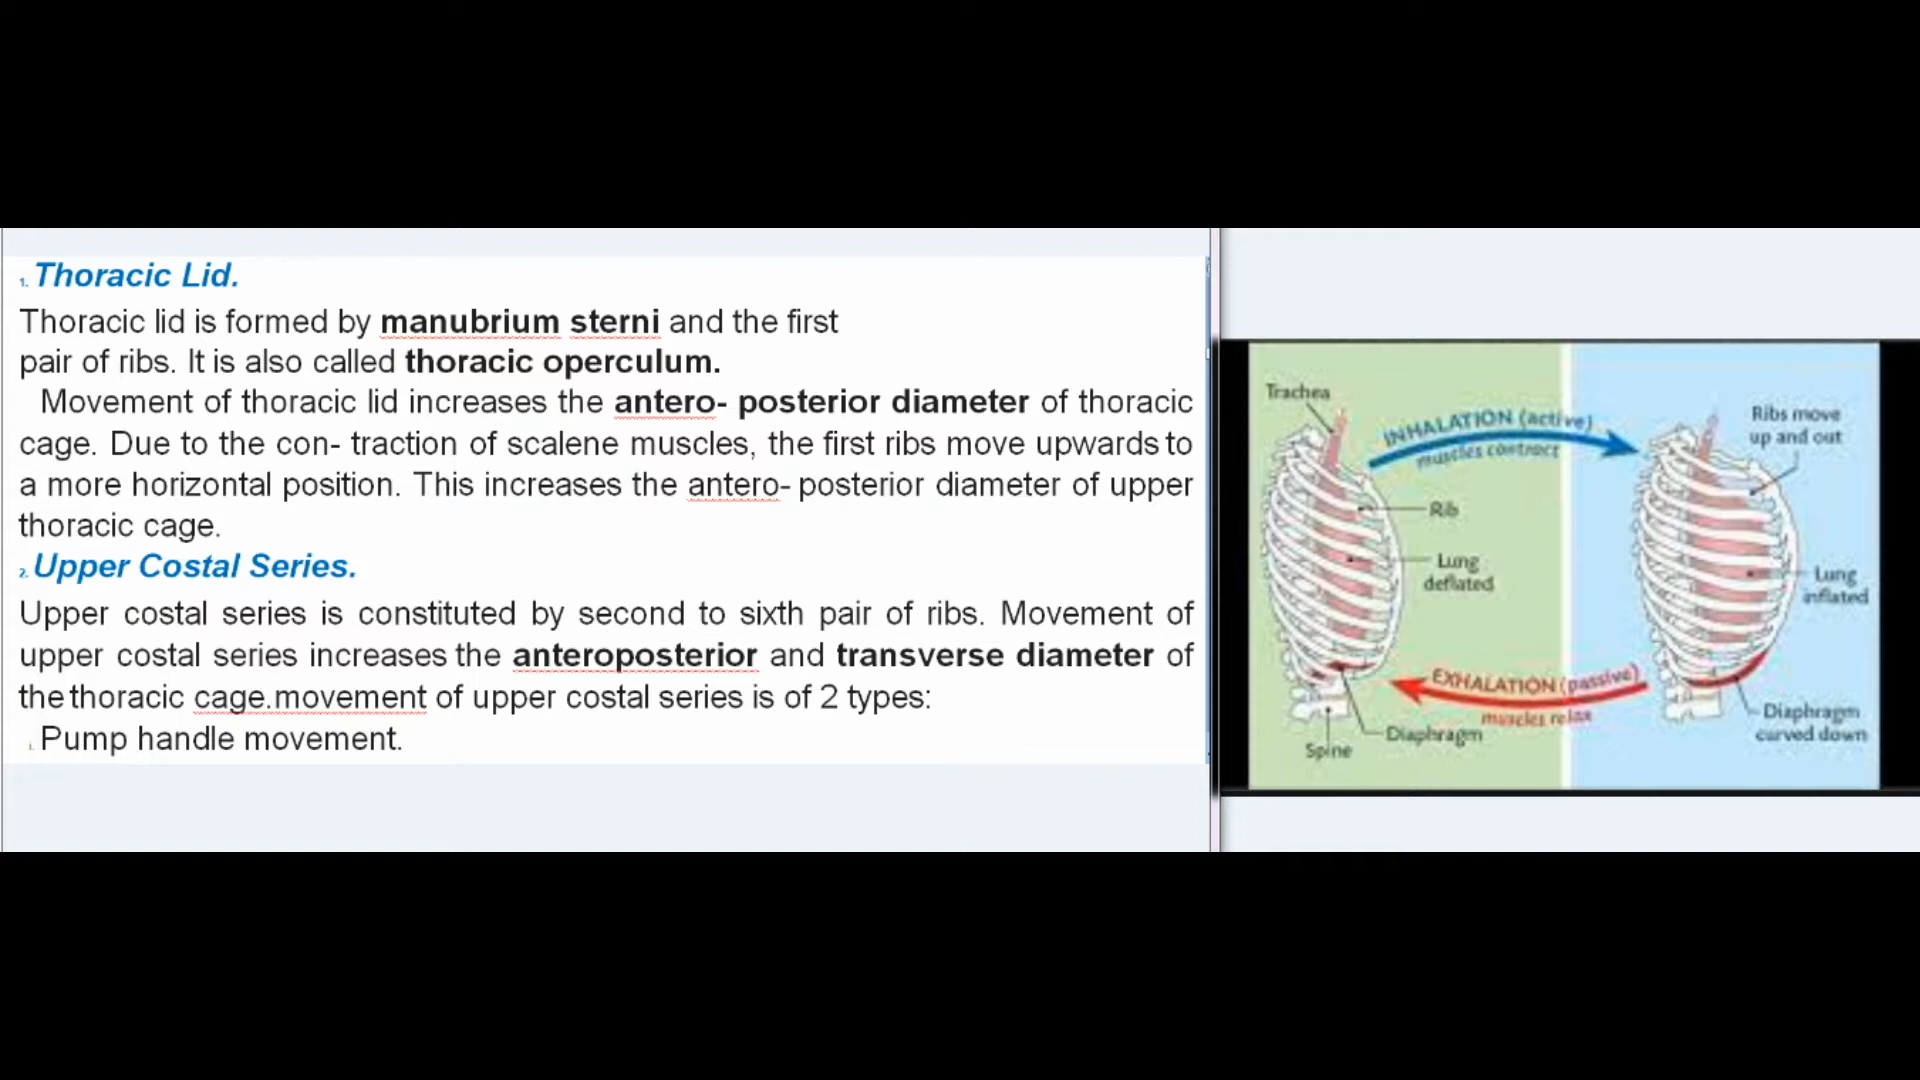 1. Thoracic Lid.
Thoracic lid is formed by manubrium sterni and the first
pair of ribs. It is also called thoracic operculum.
Movement of thoracic lid increases the antero- posterior diameter of thoracic
cage. Due to the con- traction of scalene muscles, the first ribs move upwards to
a more horizontal position. This increases the antero- posterior diameter of upper
thoracic cage.
2. Upper Costal Series.
Upper costal series is constituted by second to sixth pair of ribs. Movement of
upper costal series increases the anteroposterior and transverse diameter of
the thoracic cage.movement of upper costal series is of 2 types:
i. Pump handle movement.
Trachea
INHALATION (active)
muscles contract
Ribs move
up and out
Rib
Lung
deflated
Lung
inflated
EXHALATION (passive)
muscles relax
Diaphragm
Spine
Diaphragm
curved down